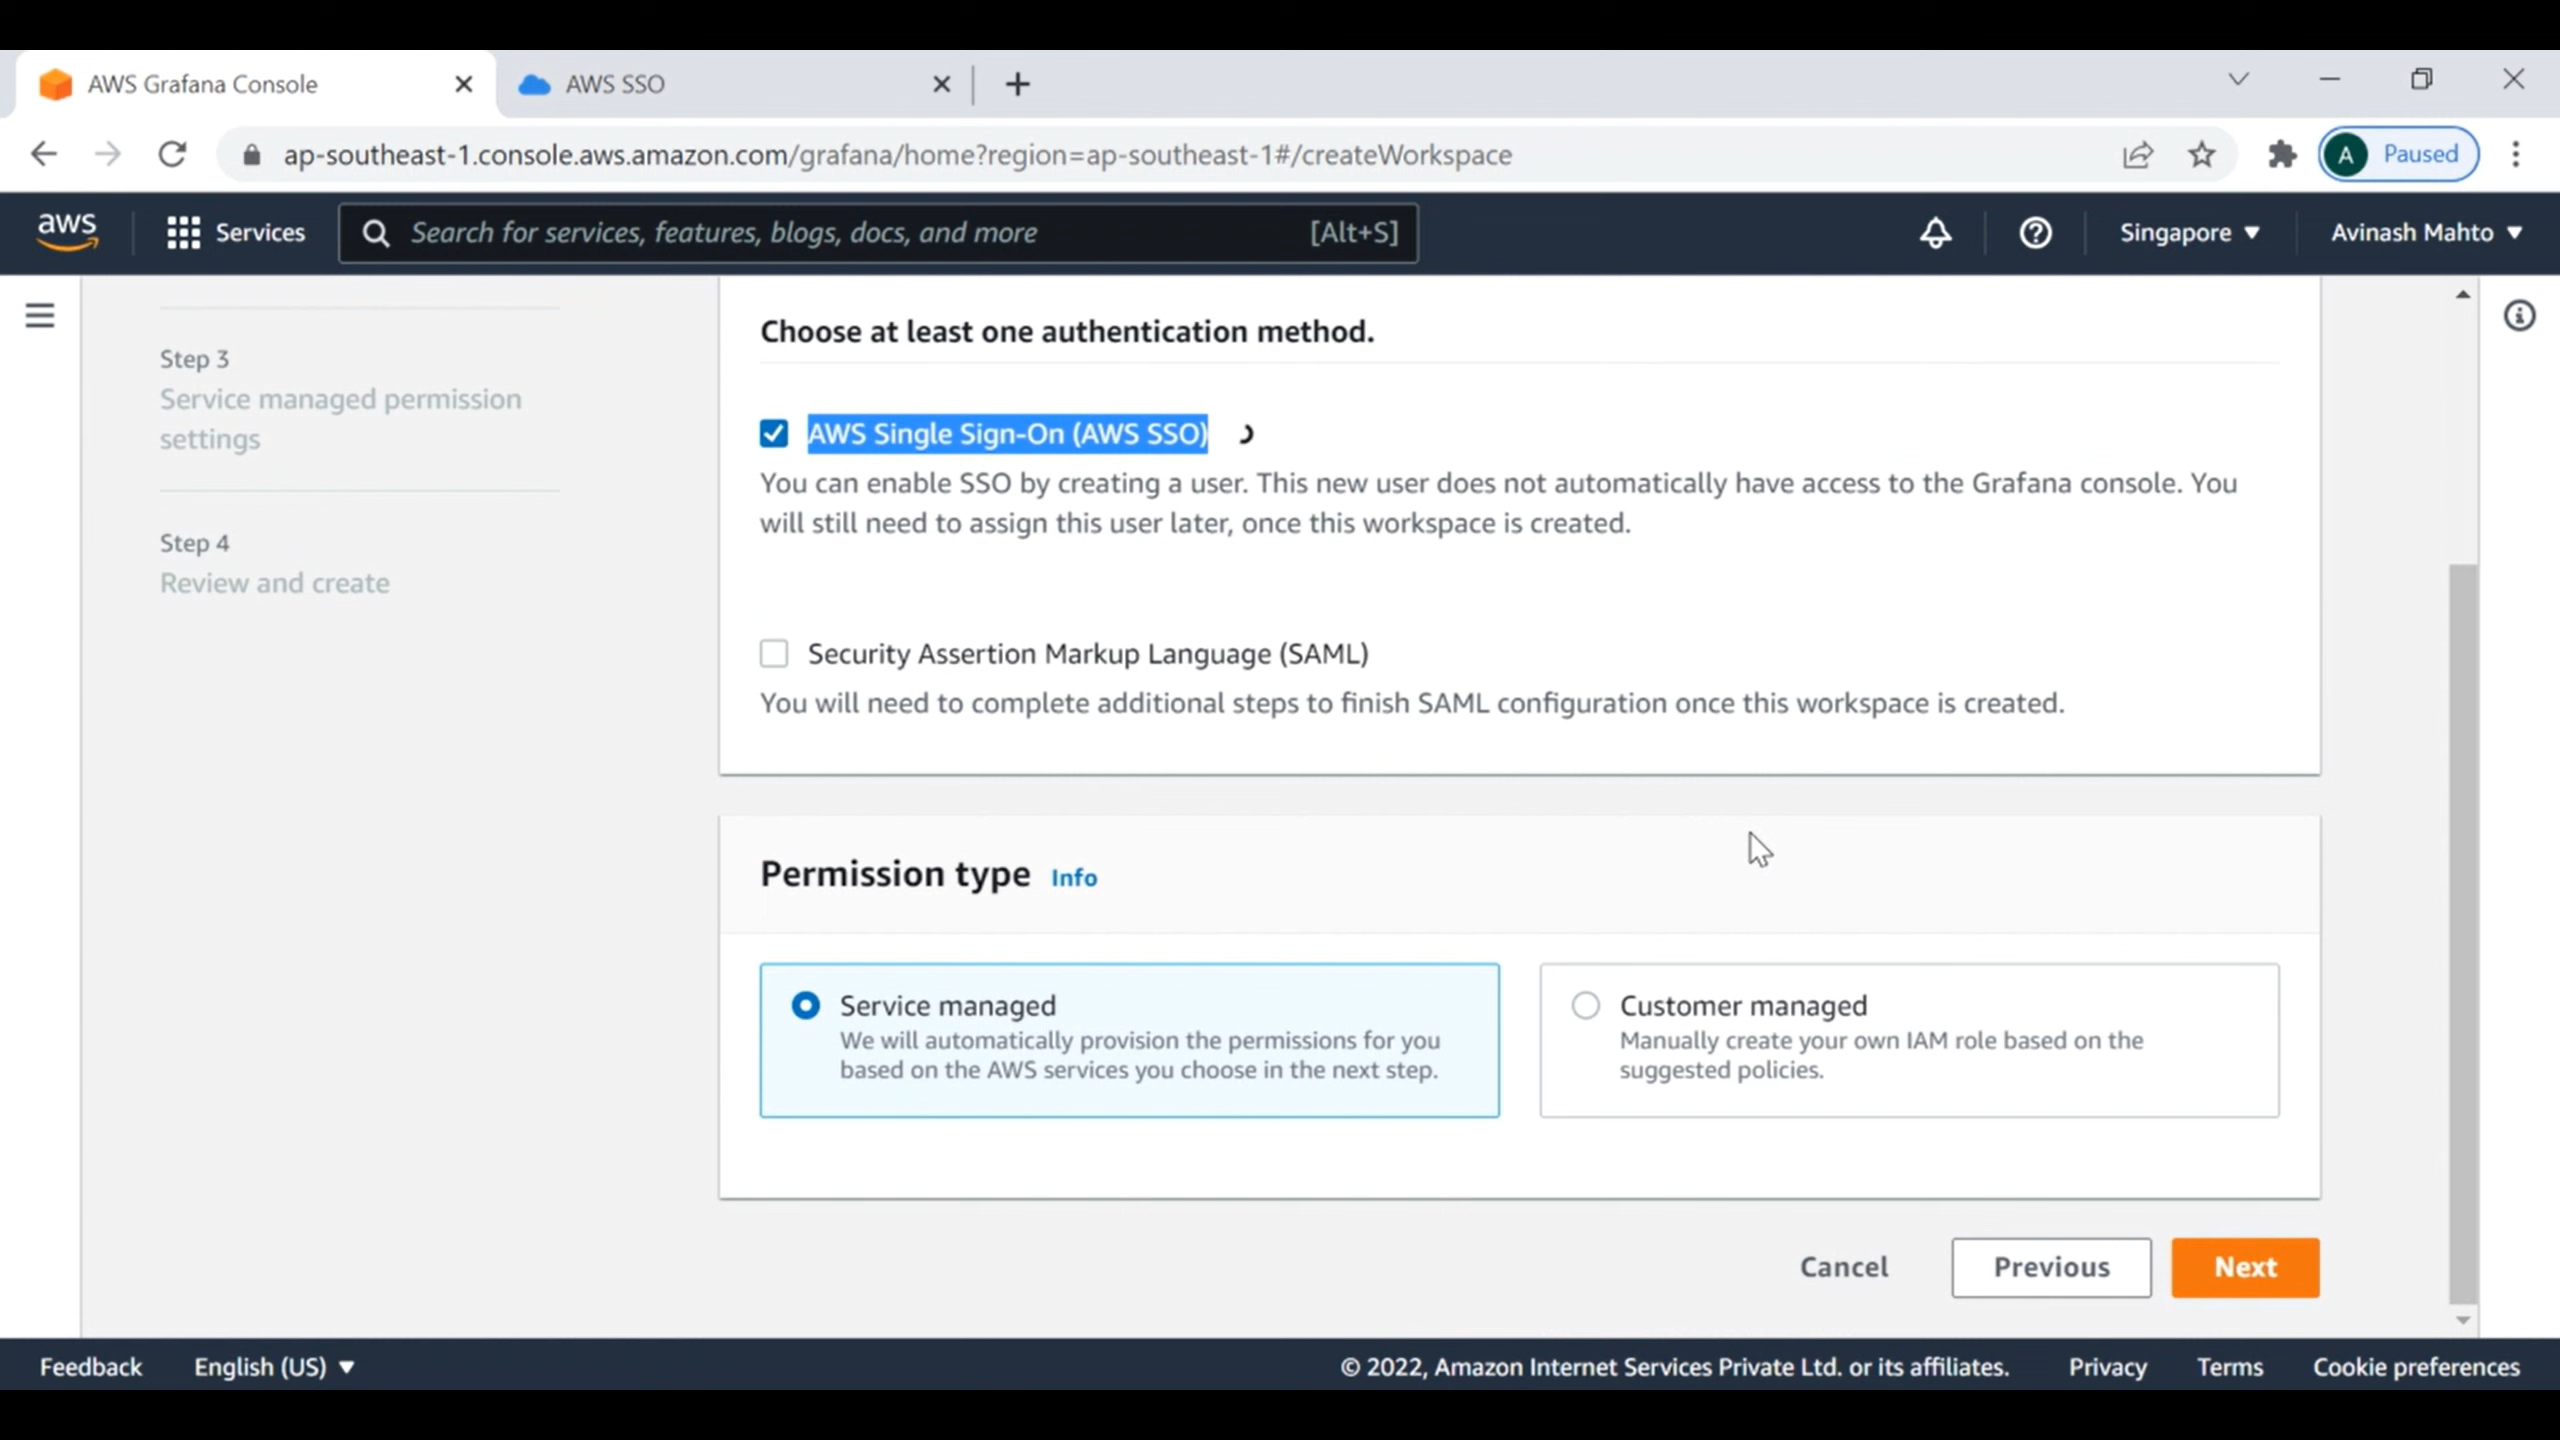 AWS Grafana Console
AWS SSO
ap-southeast-1.console.aws.amazon.com/grafana/home?region=ap-southeast-1#/createWorkspace
A
Paused
aws
Services
Search for services, features, blogs, docs, and more
[Alt+S]
Singapore
Avinash Mahto
Step 3
Service managed permission
settings
Step 4
Review and create
Choose at least one authentication method.
AWS Single Sign-On (AWS SSO)
You can enable SSO by creating a user. This new user does not automatically have access to the Grafana console. You
will still need to assign this user later, once this workspace is created.
Security Assertion Markup Language (SAML)
You will need to complete additional steps to finish SAML configuration once this workspace is created.
Permission type Info
Service managed
We will automatically provision the permissions for you
based on the AWS services you choose in the next step.
Customer managed
Manually create your own IAM role based on the
suggested policies.
Cancel
Previous
Next
Feedback
English (US)
© 2022, Amazon Internet Services Private Ltd. or its affiliates.
Privacy
Terms
Cookie preferences